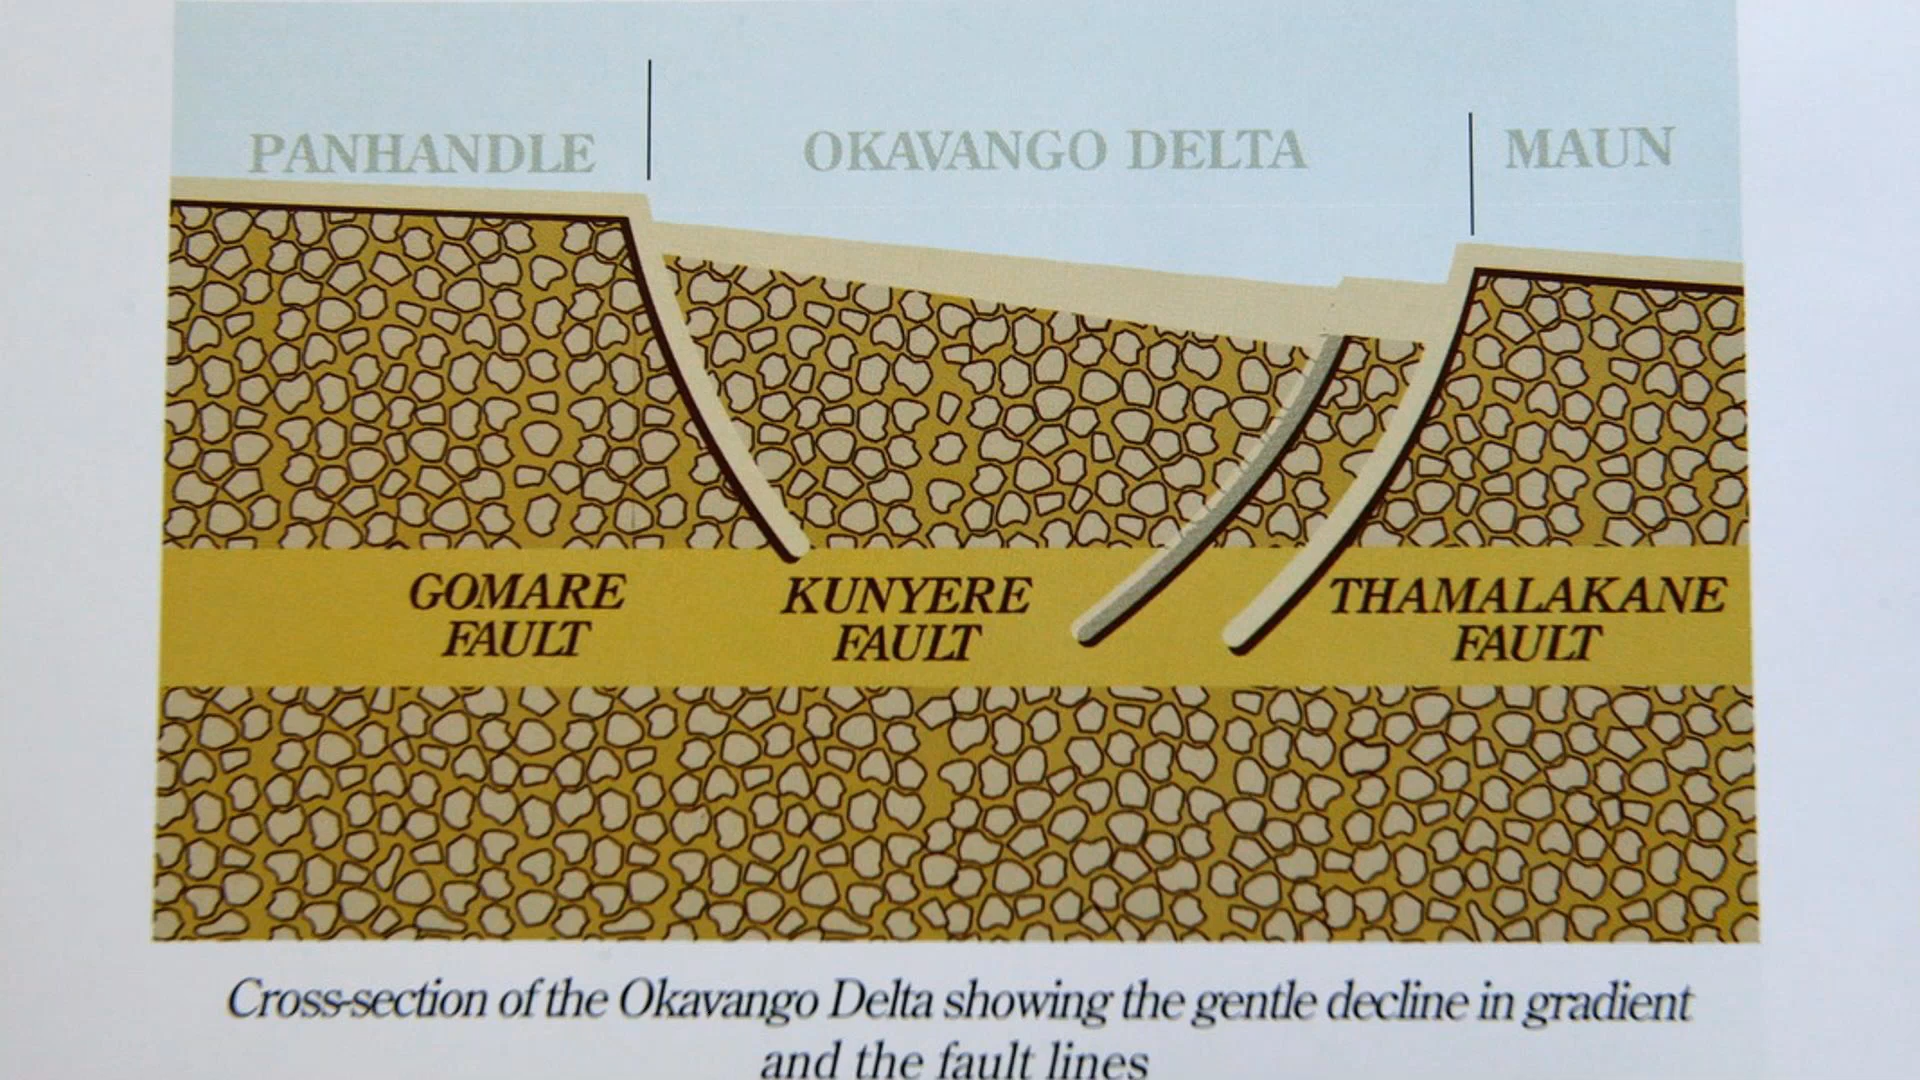 PANHANDLE
OKAVANGO DELTA
MAUN
GOMARE
FAULT
KUNYERE
FAULT
THAMALAKANE
FAULT
Cross-section of the Okavango Delta showing the gentle decline in gradient
and the fault lines